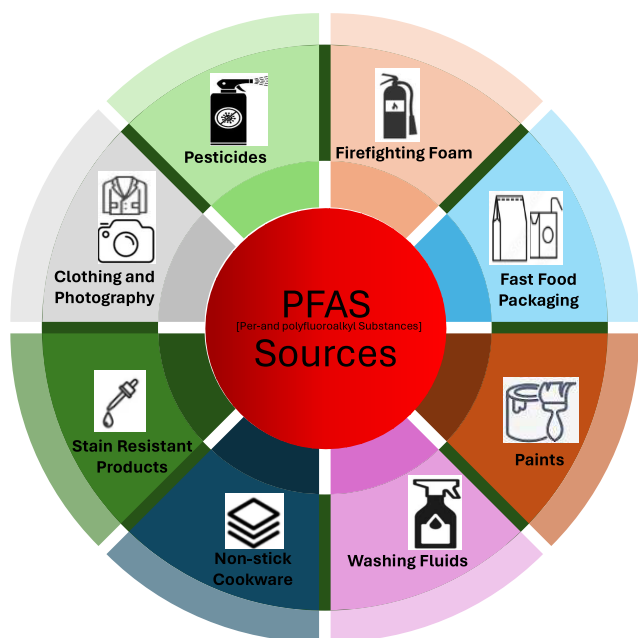 Pesticides
Firefighting Foam
Clothing and
Photography
Fast Food
Packaging
PFAS
[Per-and polyfluoroalkyl Substances]
Sources
Stain Resistant
Products
Paints
Non-stick
Cookware
Washing Fluids